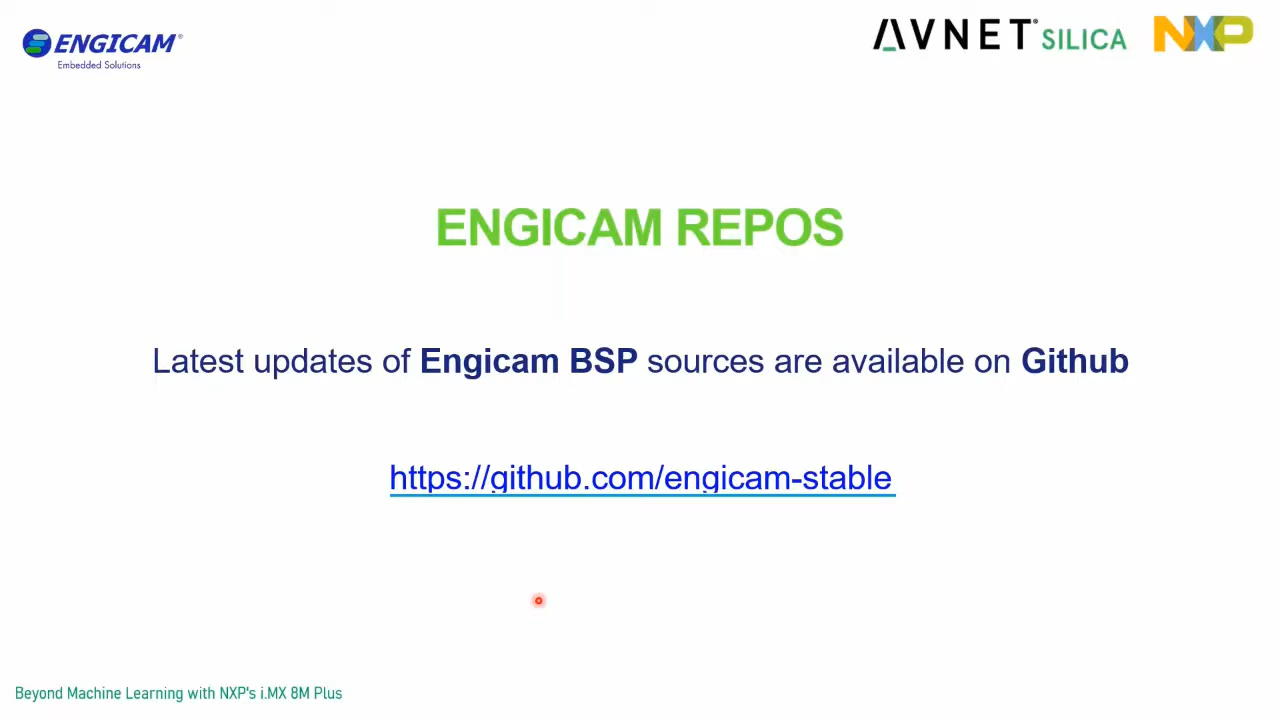 ENGICAM®
Embedded Solutions
AVNET® SILICA
NXP
ENGICAM REPOS
Latest updates of Engicam BSP sources are available on Github
https://github.com/engicam-stable
Beyond Machine Learning with NXP's i.MX 8M Plus